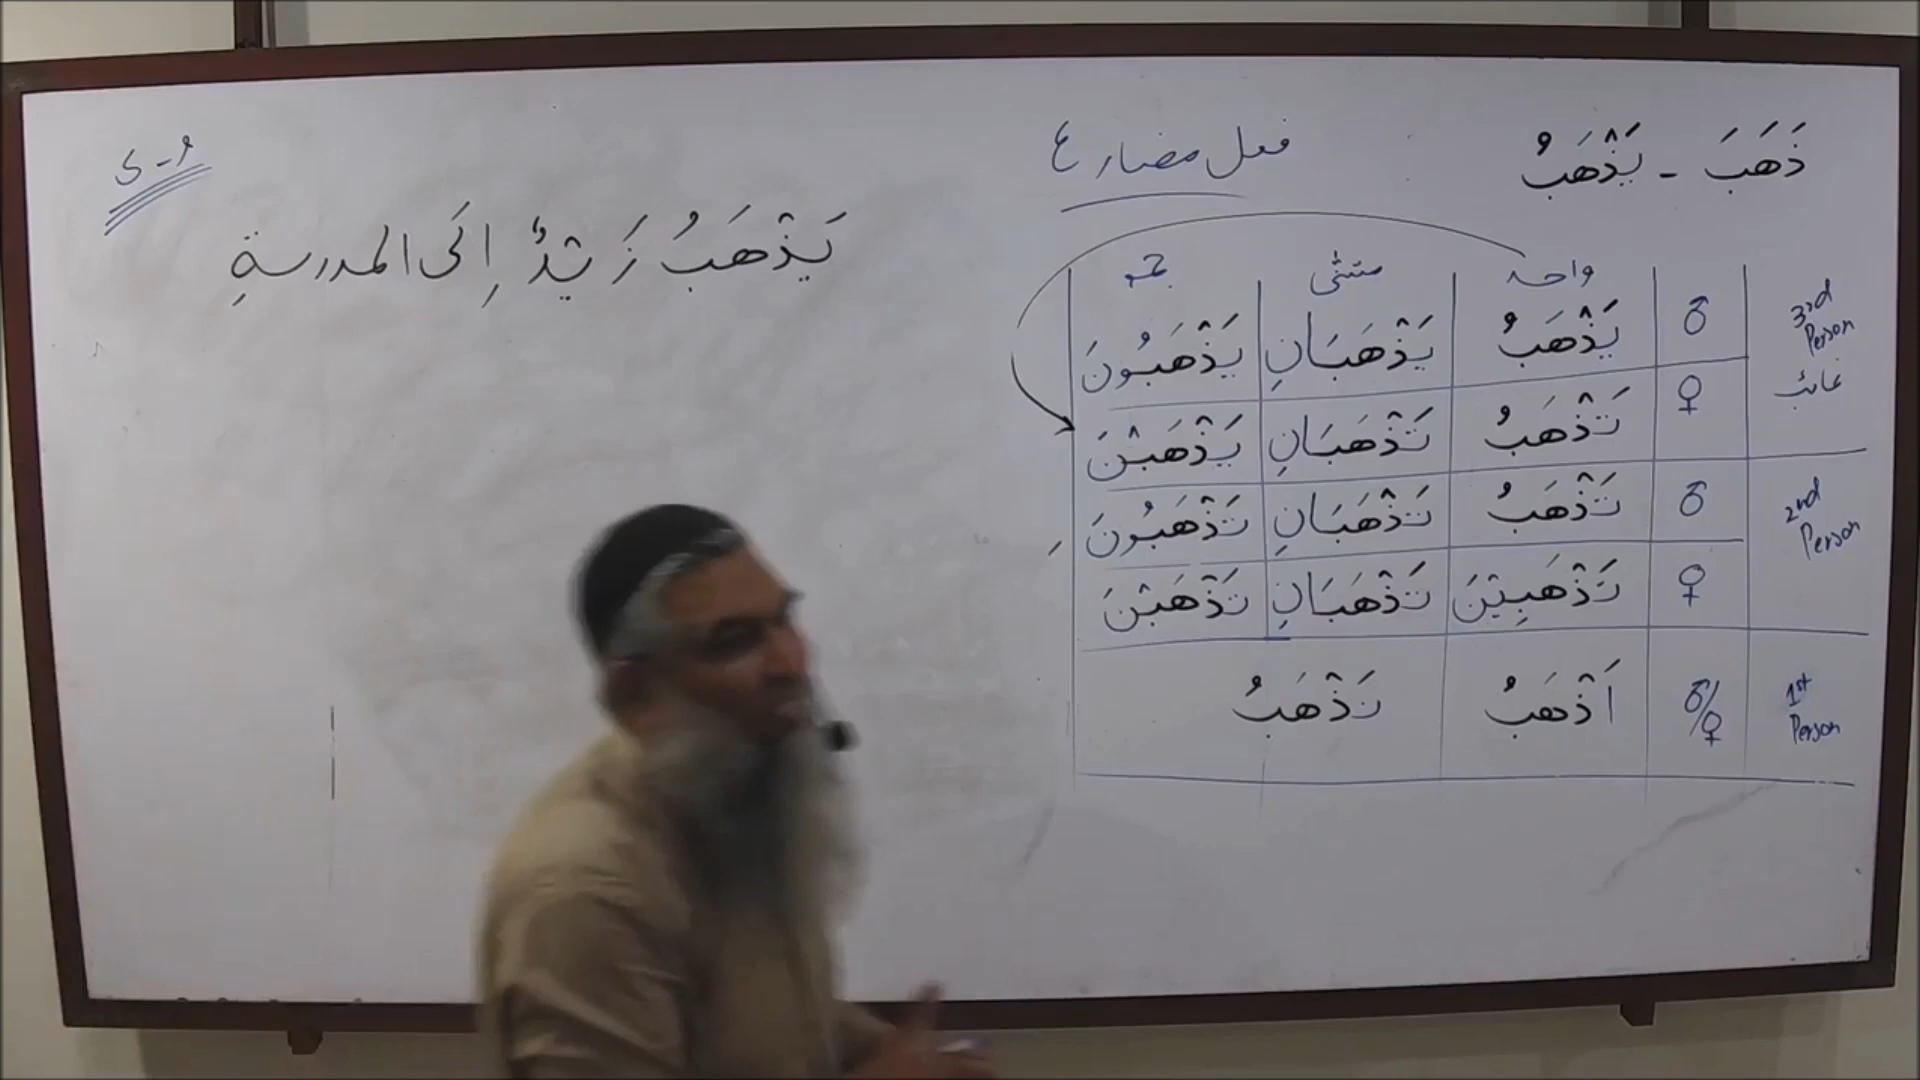 ذَهَبَ - يَذْهَبُ
فعل مضارع
واحد مثنى جمع
3rd Person غائب ♂ يَذْهَبُ يَذْهَبَانِ يَذْهَبُونَ
♀ تَذْهَبُ تَذْهَبَانِ يَذْهَبْنَ
2nd Person ♂ تَذْهَبُ تَذْهَبَانِ تَذْهَبُونَ
♀ تَذْهَبِيْنَ تَذْهَبَانِ تَذْهَبْنَ
1st Person ♂/♀ اَذْهَبُ نَذْهَبُ
يَذْهَبُ زَيْدٌ اِلَى المدرسةِ